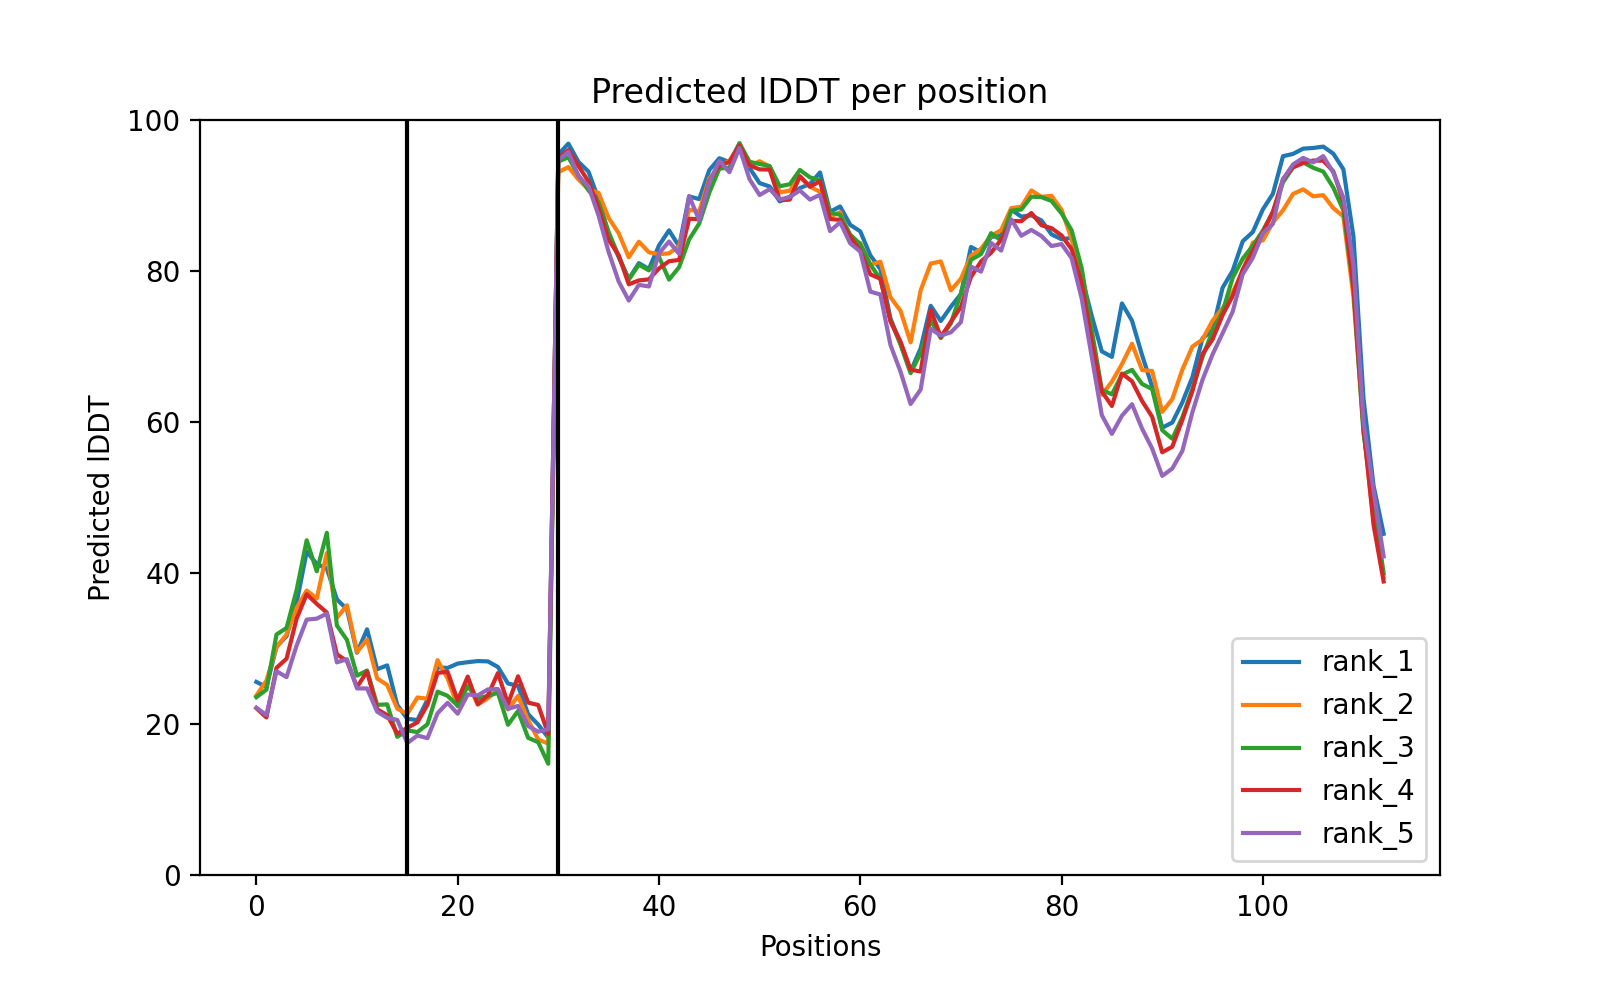 Predicted lDDT per position
100
80
60
40
20
0
Predicted lDDT
0 20 40 60 80 100
Positions
rank_1
rank_2
rank_3
rank_4
rank_5